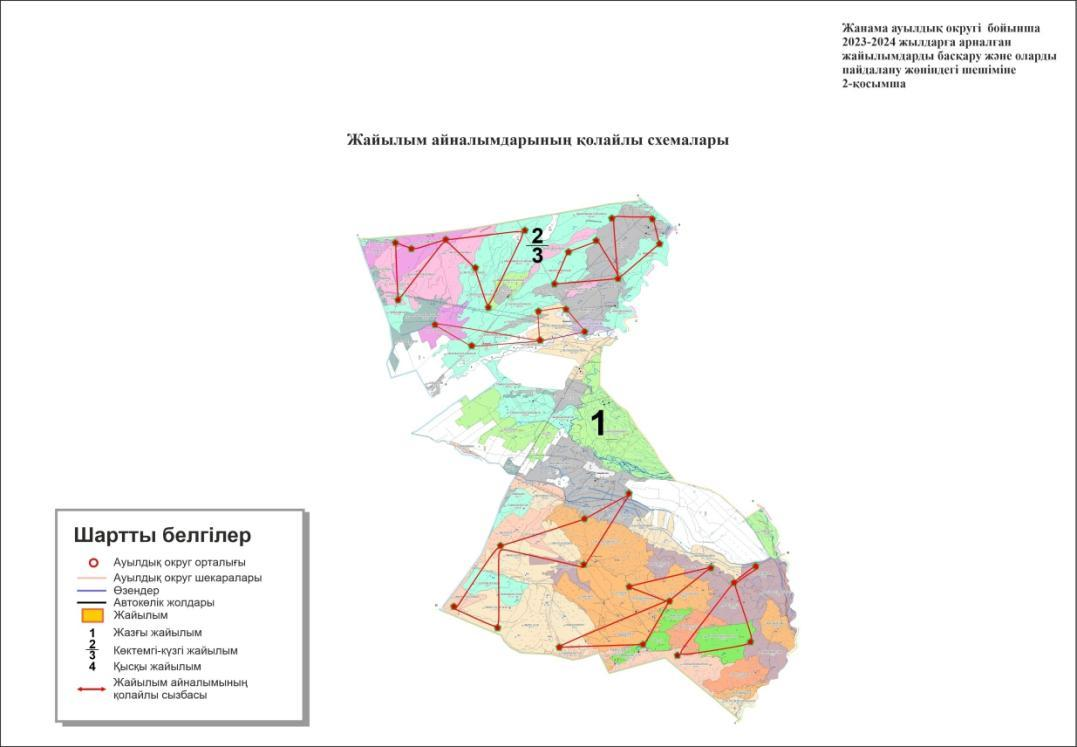 Жанама ауылдық округі бойынша
2023-2024 жылдарға арналған
жайылымдарды басқару және оларды
пайдалану жөніндегі шешіміне
2-қосымша
Жайылым айналымдарының қолайлы схемалары
2
3
1
Шартты белгілер
Ауылдық округ орталығы
Ауылдық округ шекаралары
Өзендер
Автокөлік жолдары
Жайылым
1 Жазғы жайылым
2
3 Көктемгі-күзгі жайылым
4 Қысқы жайылым
Жайылым айналымының
қолайлы сызбасы